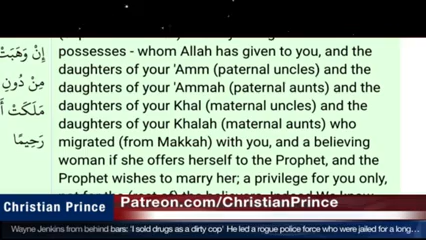 possesses - whom Allah has given to you, and the
daughters of your 'Amm (paternal uncles) and the
daughters of your 'Ammah (paternal aunts) and the
daughters of your Khal (maternal uncles) and the
daughters of your Khalah (maternal aunts) who
migrated (from Makkah) with you, and a believing
woman if she offers herself to the Prophet, and the
Prophet wishes to marry her; a privilege for you only,
إِنْ وَهَبَتْ
مِنْ دُونِ
مَلَكَتْ
رَحِيمًا
Christian Prince
Patreon.com/ChristianPrince
Wayne Jenkins from behind bars: 'I sold drugs as a dirty cop' He led a rogue police force who were jailed for a long...